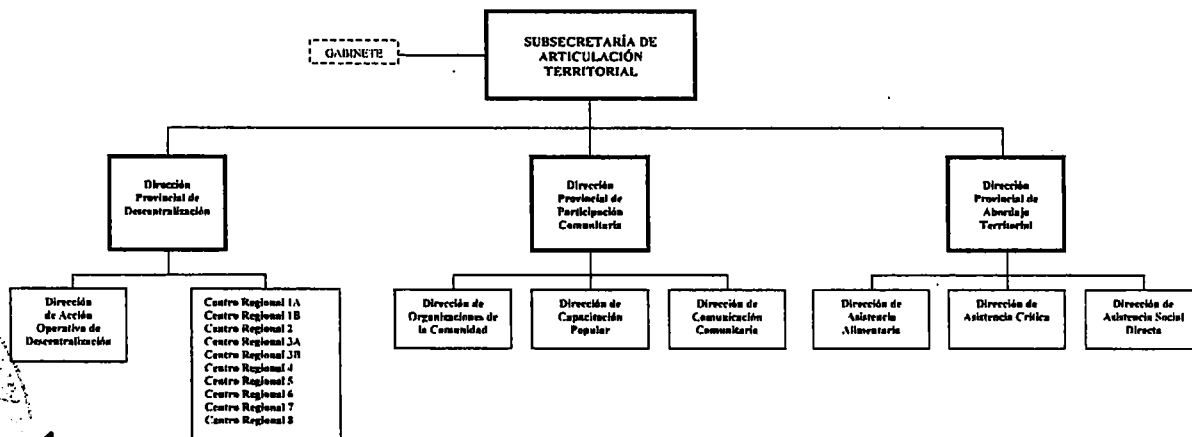 SUBSECRETARÍA DE
ARTICULACIÓN
TERRITORIAL
GABINETE
Dirección
Provincial de
Descentralización
Dirección
Provincial de
Participación
Comunitaria
Dirección
Provincial de
Abordaje
Territorial
Dirección
de Acción
Operativa de
Descentralización
Centro Regional 1A
Centro Regional 1B
Centro Regional 2
Centro Regional 3A
Centro Regional 3B
Centro Regional 4
Centro Regional 5
Centro Regional 6
Centro Regional 7
Centro Regional 8
Dirección de
Organizaciones de
la Comunidad
Dirección de
Capacitación
Popular
Dirección de
Comunicación
Comunitaria
Dirección de
Asistencia
Alimentaria
Dirección de
Asistencia Crítica
Dirección de
Asistencia Social
Directa